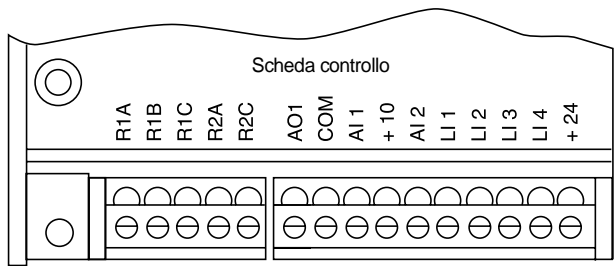 Scheda controllo
R1A R1B R1C R2A R2C AO1 COM AI 1 + 10 AI 2 LI 1 LI 2 LI 3 LI 4 + 24